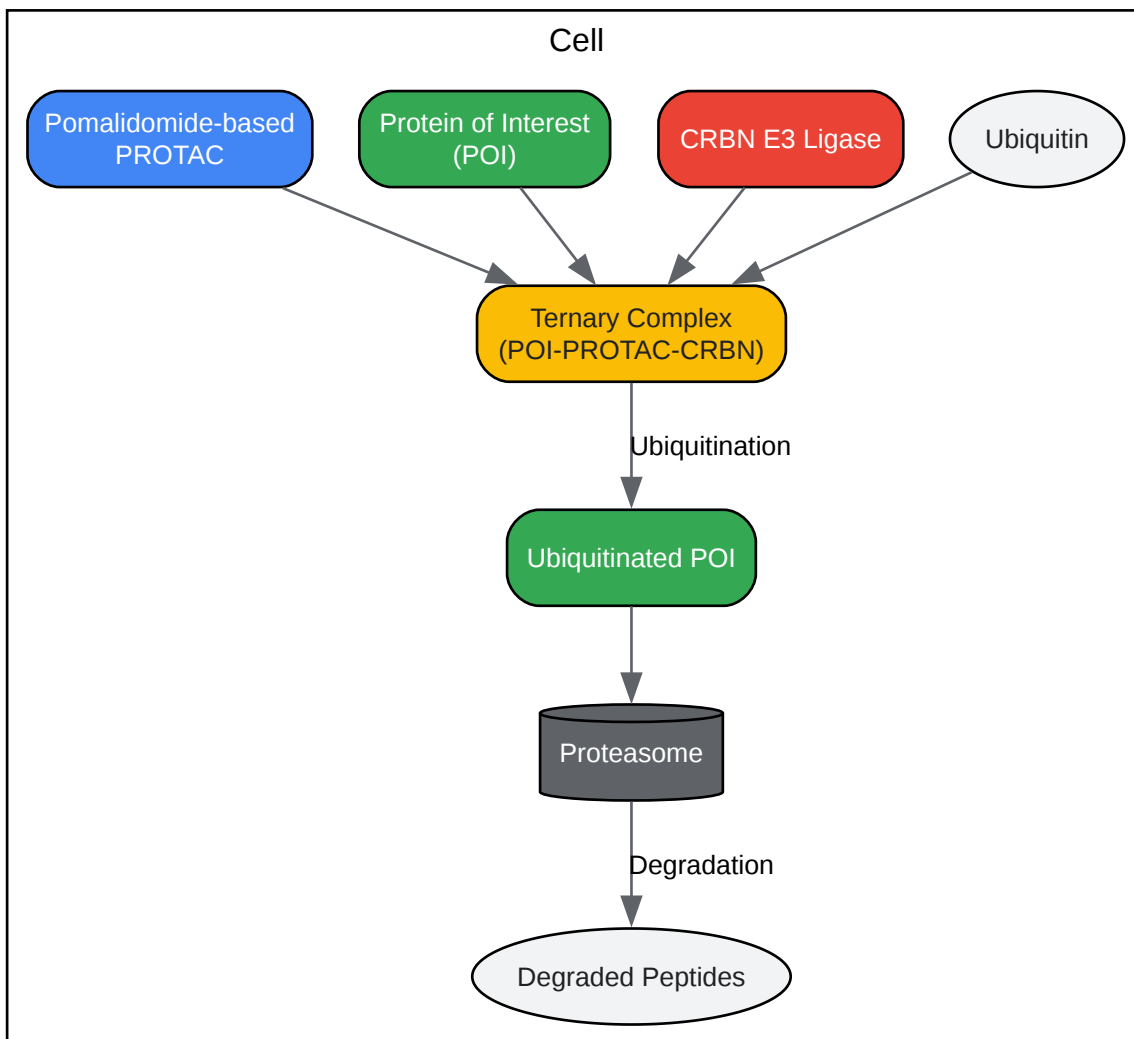 Cell
Pomalidomide-based
PROTAC
Protein of Interest
(POI)
CRBN E3 Ligase
Ubiquitin
Ternary Complex
(POI-PROTAC-CRBN)
Ubiquitination
Ubiquitinated POI
Proteasome
Degradation
Degraded Peptides